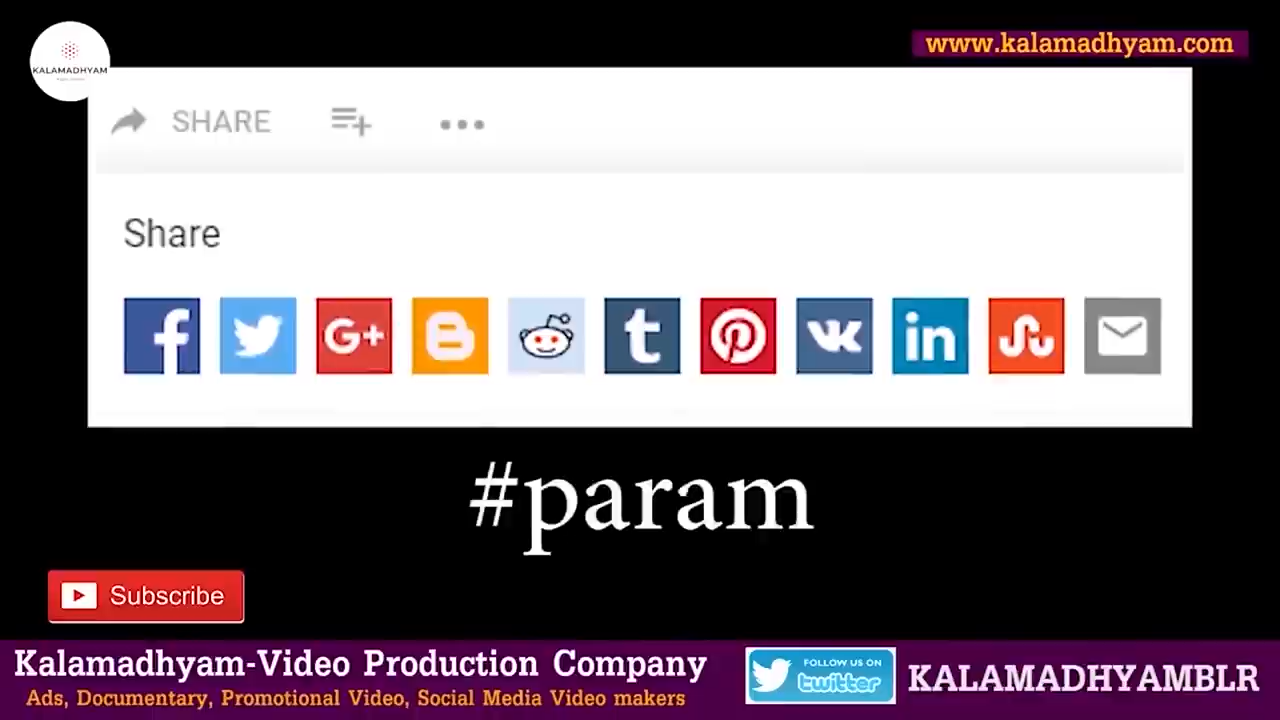 KALAMADHYAM
www.kalamadhyam.com
SHARE
Share
#param
Subscribe
Kalamadhyam-Video Production Company
Ads, Documentary, Promotional Video, Social Media Video makers
FOLLOW US ON
twitter
KALAMADHYAMBLR